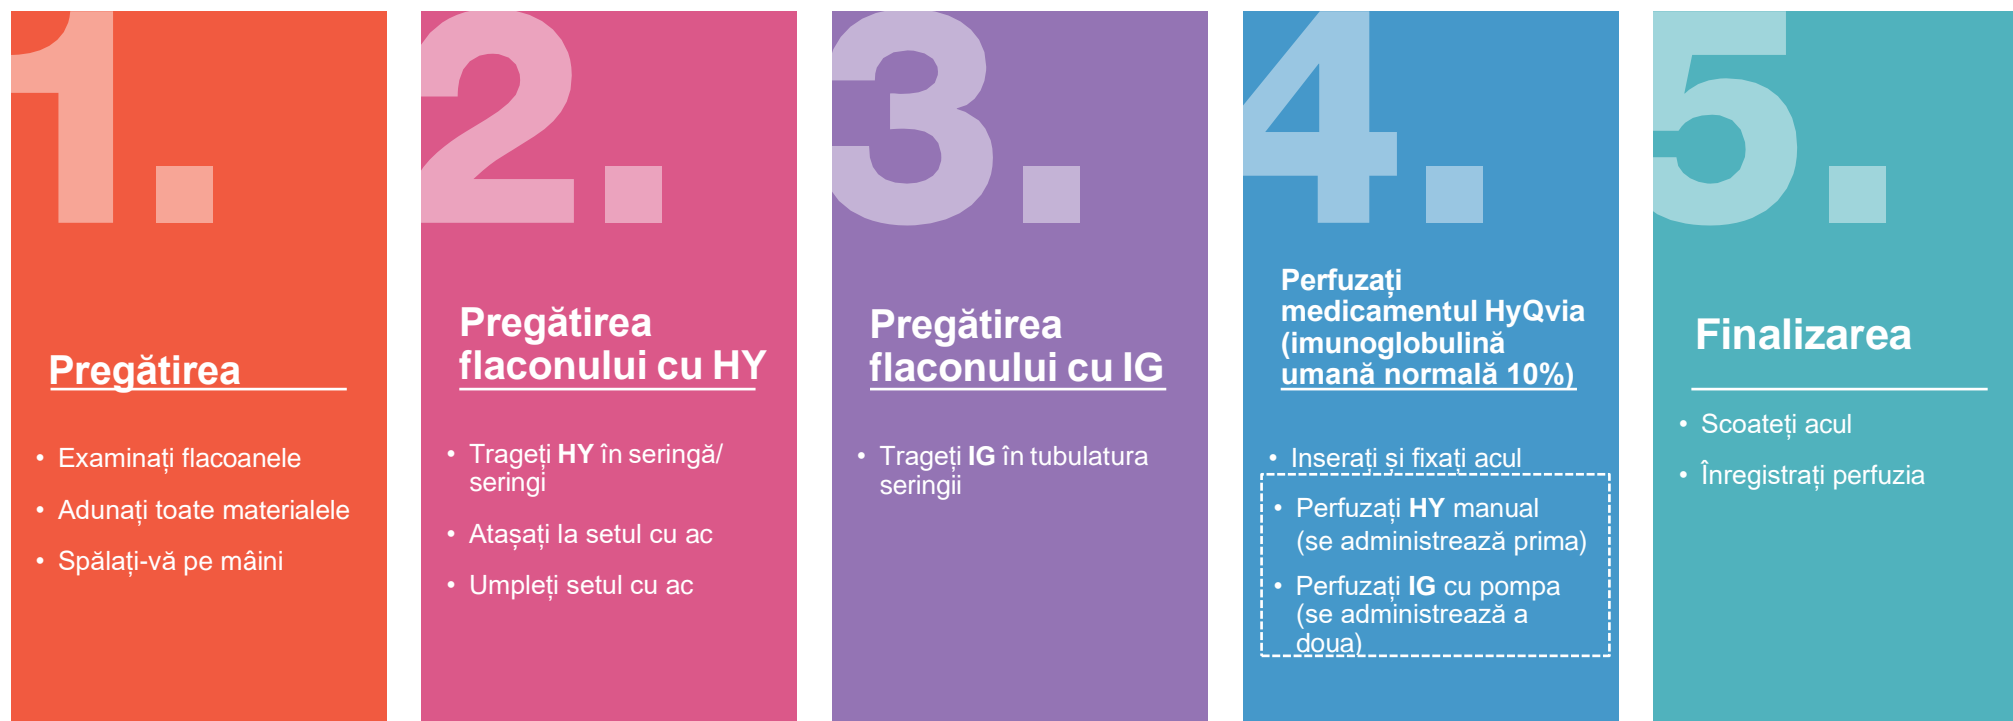 1.
Pregătirea
• Examinați flacoanele
• Adunați toate materialele
• Spălați-vă pe mâini
2.
Pregătirea
flaconului cu HY
• Trageți HY în seringă/
seringi
• Atașați la setul cu ac
• Umpleți setul cu ac
3.
Pregătirea
flaconului cu IG
• Trageți IG în tubulatura
seringii
4.
Perfuzați
medicamentul HyQvia
(imunoglobulină
umană normală 10%)
• Inserați și fixați acul
• Perfuzați HY manual
(se administrează prima)
• Perfuzați IG cu pompa
(se administrează a
doua)
5.
Finalizarea
• Scoateți acul
• Înregistrați perfuzia